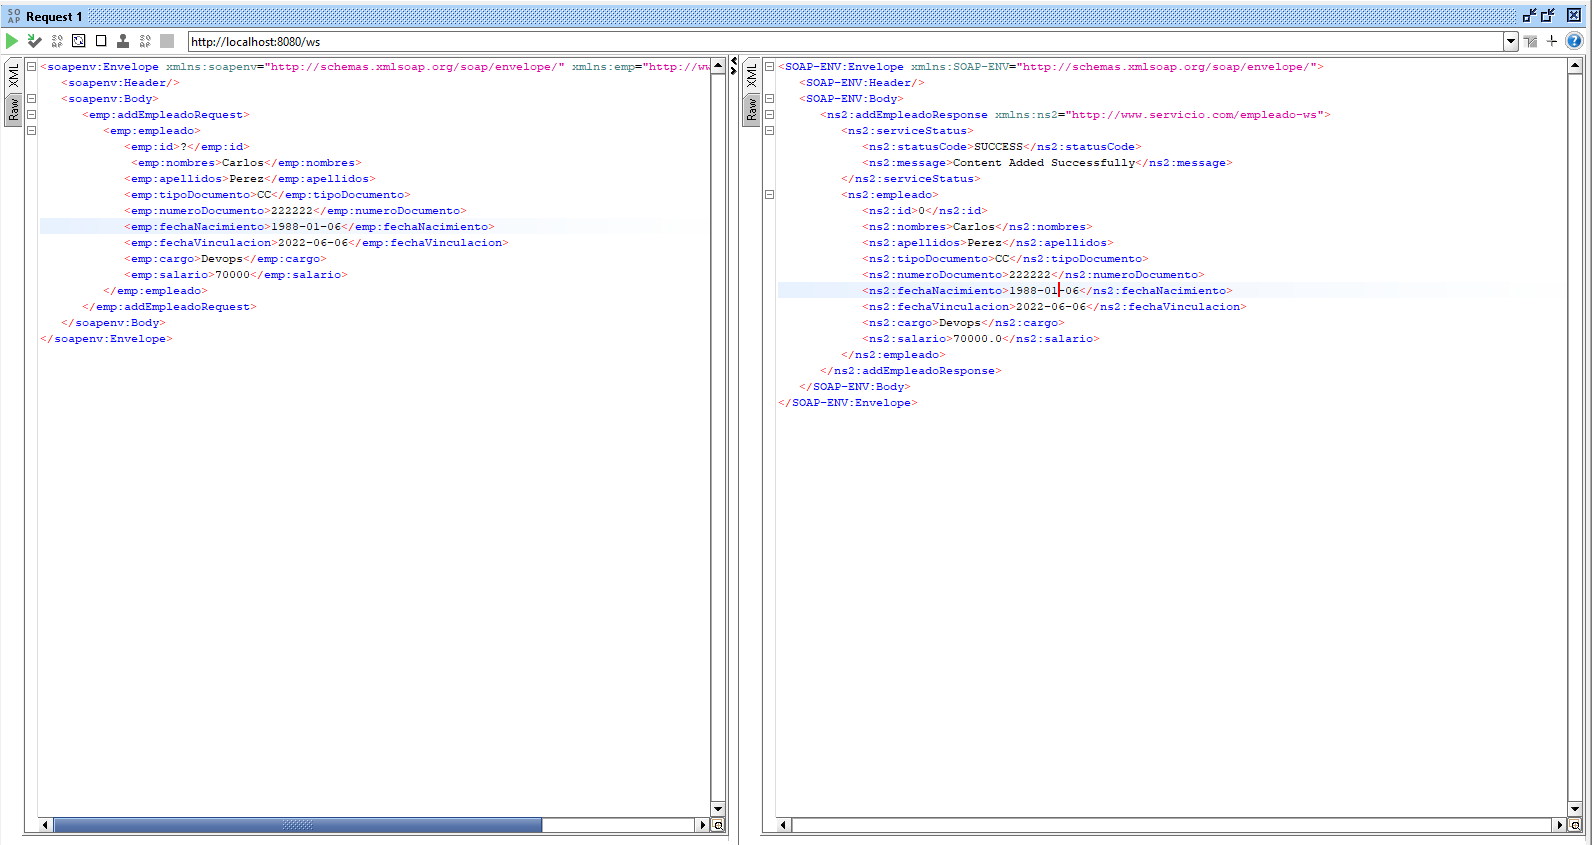 SO
AP
Request 1
http://localhost:8080/ws
XML
Raw
<soapenv:Envelope xmlns:soapenv="http://schemas.xmlsoap.org/soap/envelope/" xmlns:emp="http://ww
<soapenv:Header/>
<soapenv:Body>
<emp:addEmpleadoRequest>
<emp:empleado>
<emp:id>?</emp:id>
<emp:nombres>Carlos</emp:nombres>
<emp:apellidos>Perez</emp:apellidos>
<emp:tipoDocumento>CC</emp:tipoDocumento>
<emp:numeroDocumento>222222</emp:numeroDocumento>
<emp:fechaNacimiento>1988-01-06</emp:fechaNacimiento>
<emp:fechaVinculacion>2022-06-06</emp:fechaVinculacion>
<emp:cargo>Devops</emp:cargo>
<emp:salario>70000</emp:salario>
</emp:empleado>
</emp:addEmpleadoRequest>
</soapenv:Body>
</soapenv:Envelope>
XML
Raw
<SOAP-ENV:Envelope xmlns:SOAP-ENV="http://schemas.xmlsoap.org/soap/envelope/">
<SOAP-ENV:Header/>
<SOAP-ENV:Body>
<ns2:addEmpleadoResponse xmlns:ns2="http://www.servicio.com/empleado-ws">
<ns2:serviceStatus>
<ns2:statusCode>SUCCESS</ns2:statusCode>
<ns2:message>Content Added Successfully</ns2:message>
</ns2:serviceStatus>
<ns2:empleado>
<ns2:id>0</ns2:id>
<ns2:nombres>Carlos</ns2:nombres>
<ns2:apellidos>Perez</ns2:apellidos>
<ns2:tipoDocumento>CC</ns2:tipoDocumento>
<ns2:numeroDocumento>222222</ns2:numeroDocumento>
<ns2:fechaNacimiento>1988-01-06</ns2:fechaNacimiento>
<ns2:fechaVinculacion>2022-06-06</ns2:fechaVinculacion>
<ns2:cargo>Devops</ns2:cargo>
<ns2:salario>70000.0</ns2:salario>
</ns2:empleado>
</ns2:addEmpleadoResponse>
</SOAP-ENV:Body>
</SOAP-ENV:Envelope>